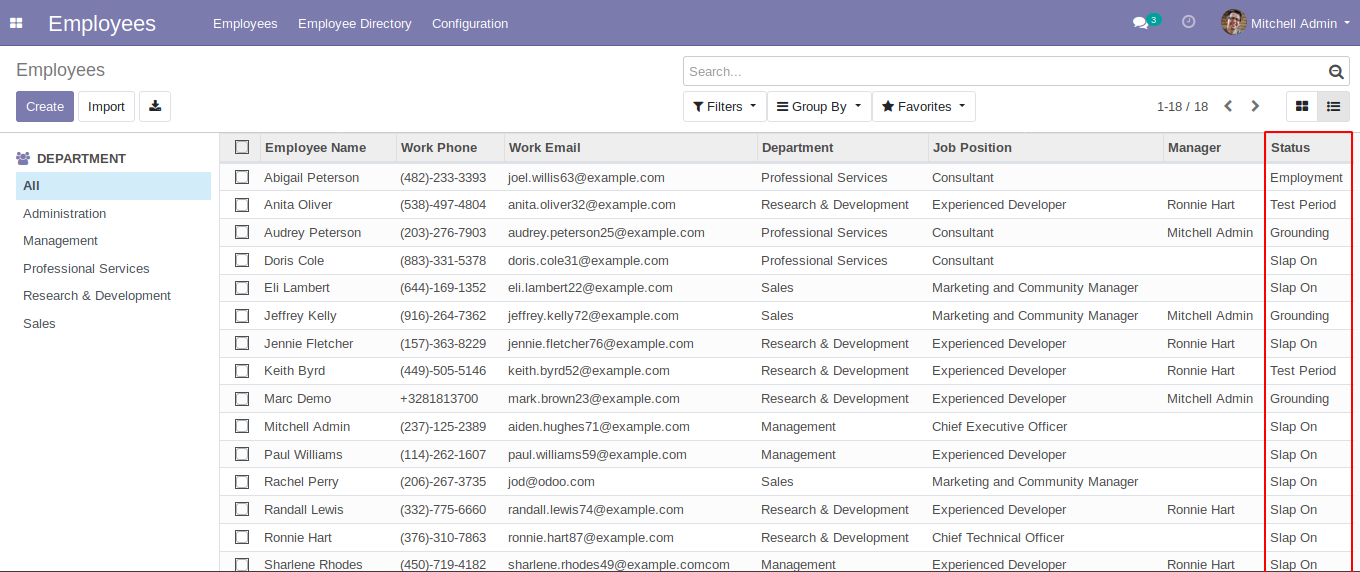 Employees Employees Employee Directory Configuration 3 Mitchell Admin
Employees
Search...
Create Import Filters Group By Favorites 1-18 / 18
DEPARTMENT
All
Administration
Management
Professional Services
Research & Development
Sales
Employee Name Work Phone Work Email Department Job Position Manager Status
Abigail Peterson (482)-233-3393 joel.willis63@example.com Professional Services Consultant Employment
Anita Oliver (538)-497-4804 anita.oliver32@example.com Research & Development Experienced Developer Ronnie Hart Test Period
Audrey Peterson (203)-276-7903 audrey.peterson25@example.com Professional Services Consultant Mitchell Admin Grounding
Doris Cole (883)-331-5378 doris.cole31@example.com Professional Services Consultant Slap On
Eli Lambert (644)-169-1352 eli.lambert22@example.com Sales Marketing and Community Manager Slap On
Jeffrey Kelly (916)-264-7362 jeffrey.kelly72@example.com Sales Marketing and Community Manager Mitchell Admin Grounding
Jennie Fletcher (157)-363-8229 jennie.fletcher76@example.com Research & Development Experienced Developer Ronnie Hart Slap On
Keith Byrd (449)-505-5146 keith.byrd52@example.com Research & Development Experienced Developer Ronnie Hart Test Period
Marc Demo +3281813700 mark.brown23@example.com Research & Development Experienced Developer Mitchell Admin Grounding
Mitchell Admin (237)-125-2389 aiden.hughes71@example.com Management Chief Executive Officer Slap On
Paul Williams (114)-262-1607 paul.williams59@example.com Management Experienced Developer Slap On
Rachel Perry (206)-267-3735 jod@odoo.com Sales Marketing and Community Manager Slap On
Randall Lewis (332)-775-6660 randall.lewis74@example.com Research & Development Experienced Developer Ronnie Hart Slap On
Ronnie Hart (376)-310-7863 ronnie.hart87@example.com Research & Development Chief Technical Officer Slap On
Sharlene Rhodes (450)-719-4182 sharlene.rhodes49@example.comcom Management Experienced Developer Slap On